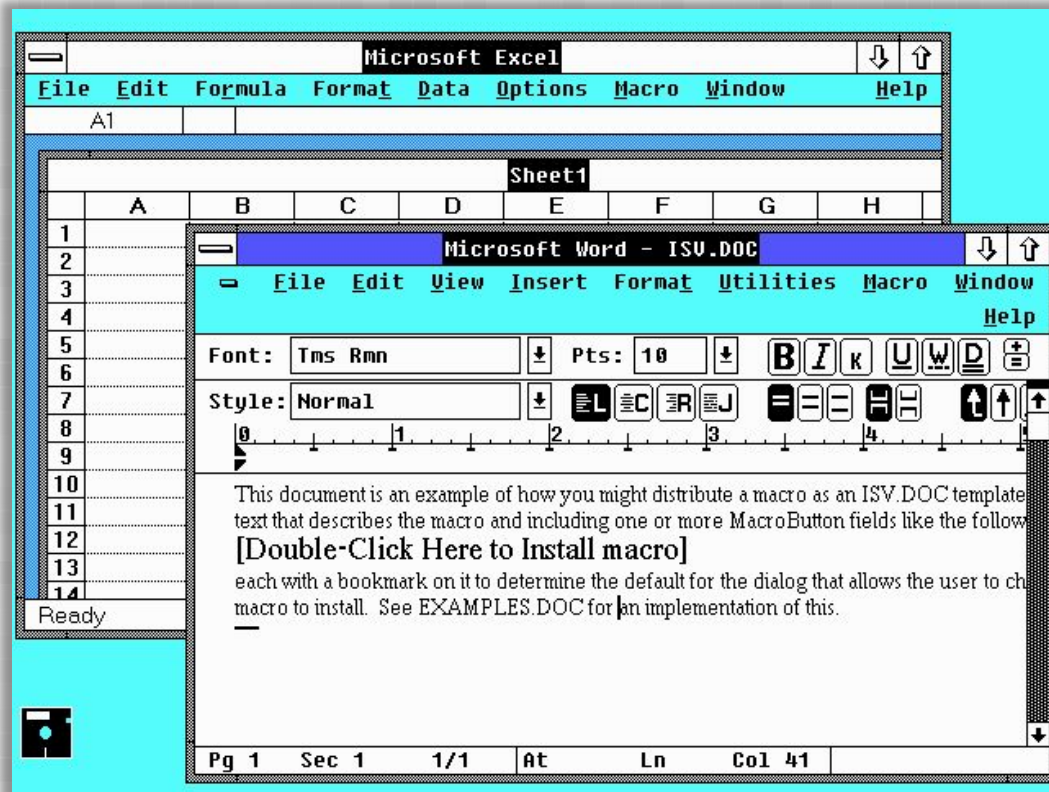 Microsoft Excel
File Edit Formula Format Data Options Macro Window Help
A1
Sheet1
A B C D E F G H
1
2
3
4
5
6
7
8
9
10
11
12
13
14
Ready
Microsoft Word - ISV.DOC
File Edit View Insert Format Utilities Macro Window
Help
Font: Tms Rmn Pts: 10 B I K U W D
Style: Normal L C R J
0 1 2 3 4
This document is an example of how you might distribute a macro as an ISV.DOC template
text that describes the macro and including one or more MacroButton fields like the follow
[Double-Click Here to Install macro]
each with a bookmark on it to determine the default for the dialog that allows the user to ch
macro to install. See EXAMPLES.DOC for an implementation of this.
Pg 1 Sec 1 1/1 At Ln Col 41